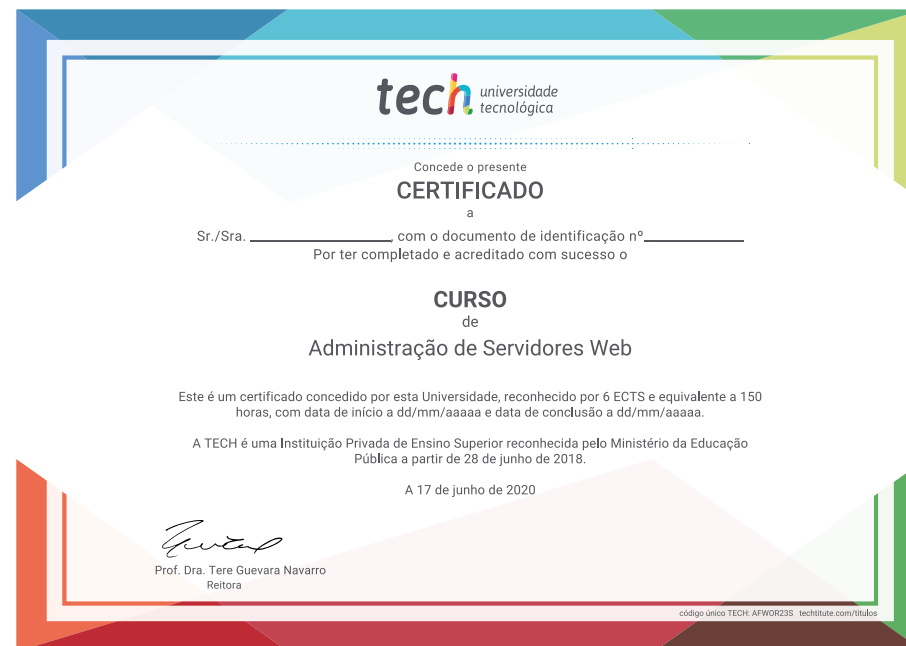 tech universidade
tecnológica
Concede o presente
CERTIFICADO
a
Sr./Sra. ________________, com o documento de identificação nº____________
Por ter completado e acreditado com sucesso o
CURSO
de
Administração de Servidores Web
Este é um certificado concedido por esta Universidade, reconhecido por 6 ECTS e equivalente a 150
horas, com data de início a dd/mm/aaaaa e data de conclusão a dd/mm/aaaaa.
A TECH é uma Instituição Privada de Ensino Superior reconhecida pelo Ministério da Educação
Pública a partir de 28 de junho de 2018.
A 17 de junho de 2020
Prof. Dra. Tere Guevara Navarro
Reitora
código único TECH: AFWOR23S techtitute.com/titulos